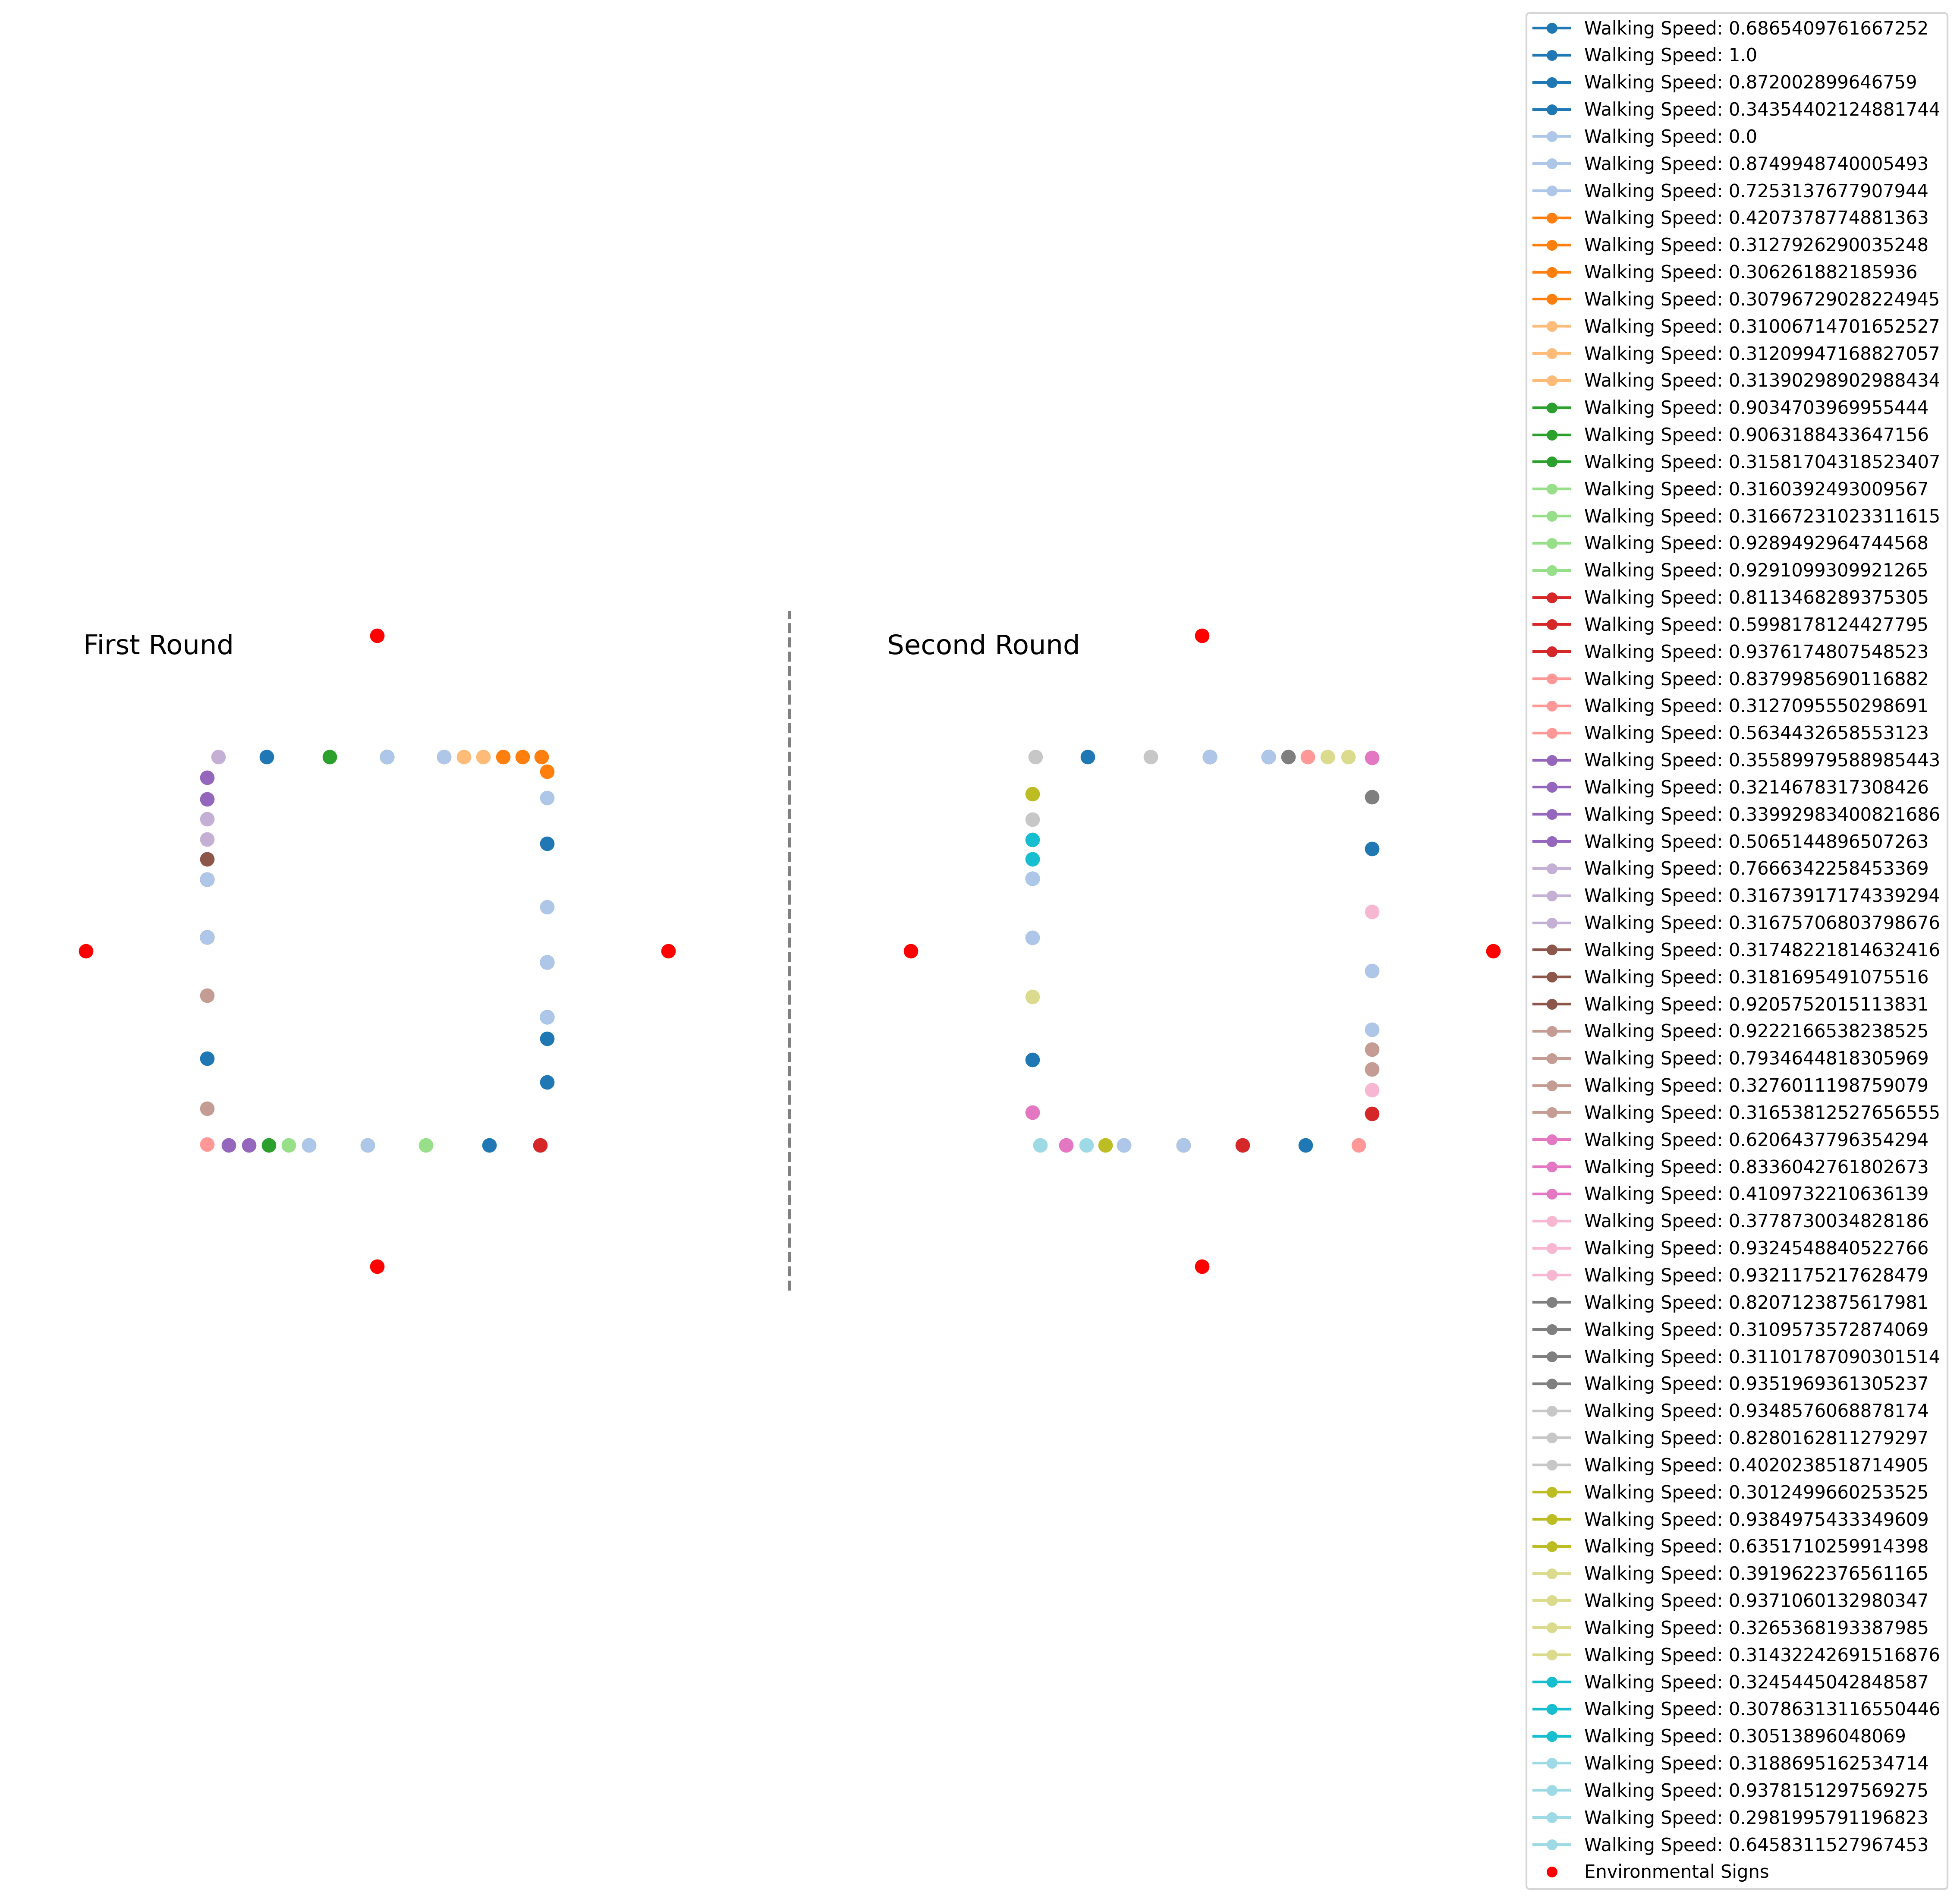 First Round
Second Round
Walking Speed: 0.6865409761667252
Walking Speed: 1.0
Walking Speed: 0.872002899646759
Walking Speed: 0.34354402124881744
Walking Speed: 0.0
Walking Speed: 0.8749948740005493
Walking Speed: 0.7253137677907944
Walking Speed: 0.4207378774881363
Walking Speed: 0.3127926290035248
Walking Speed: 0.306261882185936
Walking Speed: 0.30796729028224945
Walking Speed: 0.31006714701652527
Walking Speed: 0.31209947168827057
Walking Speed: 0.31390298902988434
Walking Speed: 0.9034703969955444
Walking Speed: 0.9063188433647156
Walking Speed: 0.31581704318523407
Walking Speed: 0.3160392493009567
Walking Speed: 0.31667231023311615
Walking Speed: 0.9289492964744568
Walking Speed: 0.9291099309921265
Walking Speed: 0.8113468289375305
Walking Speed: 0.5998178124427795
Walking Speed: 0.9376174807548523
Walking Speed: 0.8379985690116882
Walking Speed: 0.3127095550298691
Walking Speed: 0.5634432658553123
Walking Speed: 0.35589979588985443
Walking Speed: 0.3214678317308426
Walking Speed: 0.33992983400821686
Walking Speed: 0.5065144896507263
Walking Speed: 0.7666342258453369
Walking Speed: 0.31673917174339294
Walking Speed: 0.31675706803798676
Walking Speed: 0.31748221814632416
Walking Speed: 0.3181695491075516
Walking Speed: 0.9205752015113831
Walking Speed: 0.9222166538238525
Walking Speed: 0.7934644818305969
Walking Speed: 0.3276011198759079
Walking Speed: 0.31653812527656555
Walking Speed: 0.6206437796354294
Walking Speed: 0.8336042761802673
Walking Speed: 0.4109732210636139
Walking Speed: 0.3778730034828186
Walking Speed: 0.9324548840522766
Walking Speed: 0.9321175217628479
Walking Speed: 0.8207123875617981
Walking Speed: 0.3109573572874069
Walking Speed: 0.31101787090301514
Walking Speed: 0.9351969361305237
Walking Speed: 0.9348576068878174
Walking Speed: 0.8280162811279297
Walking Speed: 0.4020238518714905
Walking Speed: 0.3012499660253525
Walking Speed: 0.9384975433349609
Walking Speed: 0.6351710259914398
Walking Speed: 0.3919622376561165
Walking Speed: 0.9371060132980347
Walking Speed: 0.3265368193387985
Walking Speed: 0.31432242691516876
Walking Speed: 0.3245445042848587
Walking Speed: 0.30786313116550446
Walking Speed: 0.30513896048069
Walking Speed: 0.3188695162534714
Walking Speed: 0.9378151297569275
Walking Speed: 0.2981995791196823
Walking Speed: 0.6458311527967453
Environmental Signs